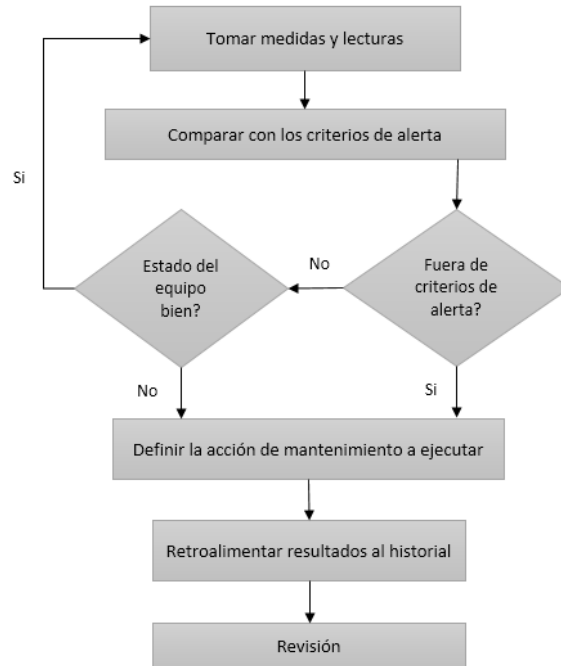 Tomar medidas y lecturas
Comparar con los criterios de alerta
Si
Estado del
equipo
bien?
No
Fuera de
criterios de
alerta?
No
Si
Definir la acción de mantenimiento a ejecutar
Retroalimentar resultados al historial
Revisión